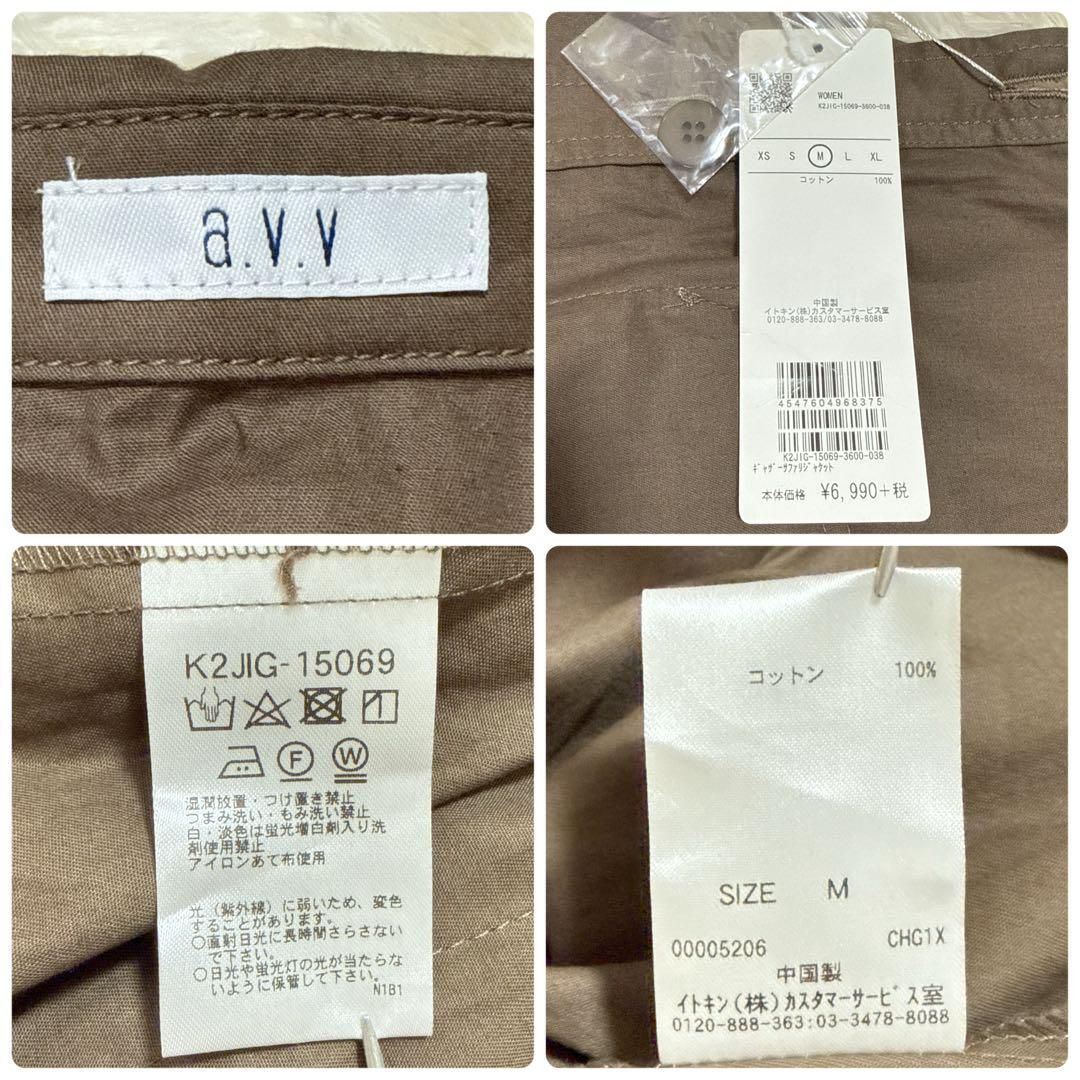 a.v.v
WOMEN
K2JIG-15069-3600-038
XS S M L XL
コットン 100%
中国製
イトキン(株)カスタマーサービス室
0120-888-363/03-3478-8088
4547604968375
K2JIG-15069-3600-038
ギャザーサファリジャケット
本体価格 ¥6,990+税
K2JIG-15069
F W
湿潤放置・つけ置き禁止
つまみ洗い・もみ洗い禁止
白・淡色は蛍光増白剤入り洗
剤使用禁止
アイロンあて布使用
光(紫外線)に弱いため、変色
することがあります。
○直射日光に長時間さらさない
で下さい。
○日光や蛍光灯の光が当たらな
いように保管して下さい。
N1B1
コットン 100%
SIZE M
00005206 CHG1X
中国製
イトキン(株)カスタマーサービス室
0120-888-363:03-3478-8088